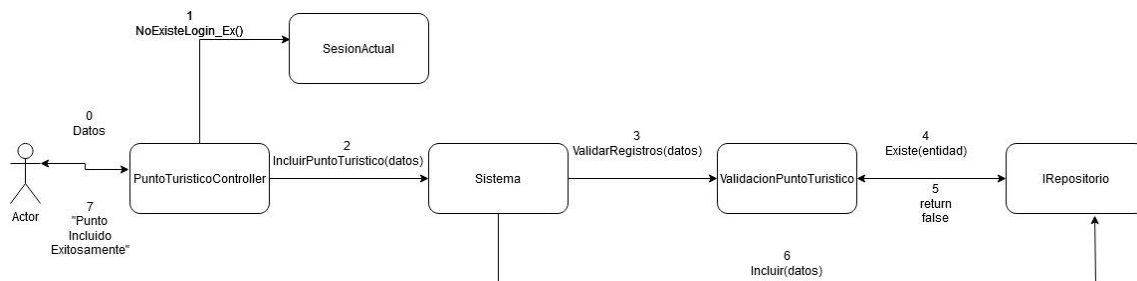 1
NoExisteLogin_Ex()
SesionActual
0
Datos
2
IncluirPuntoTuristico(datos)
3
ValidarRegistros(datos)
4
Existe(entidad)
PuntoTuristicoController
Sistema
ValidacionPuntoTuristico
IRepositorio
5
return
false
Actor
7
"Punto
Incluido
Exitosamente"
6
Incluir(datos)